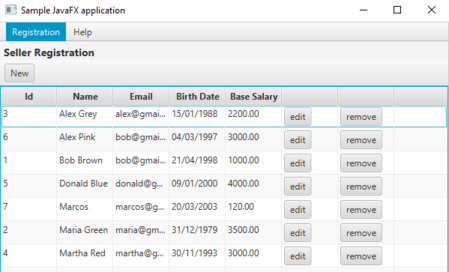 Sample JavaFX application
Registration Help
Seller Registration
New
Id Name Email Birth Date Base Salary
3 Alex Grey alex@gmai... 15/01/1988 2200.00 edit remove
6 Alex Pink bob@gmai... 04/03/1997 3000.00 edit remove
1 Bob Brown bob@gmai... 21/04/1998 1000.00 edit remove
5 Donald Blue donald@g... 09/01/2000 4000.00 edit remove
7 Marcos marcos@g... 20/03/2003 120.00 edit remove
2 Maria Green maria@gm... 31/12/1979 3500.00 edit remove
4 Martha Red martha@g... 30/11/1993 3000.00 edit remove